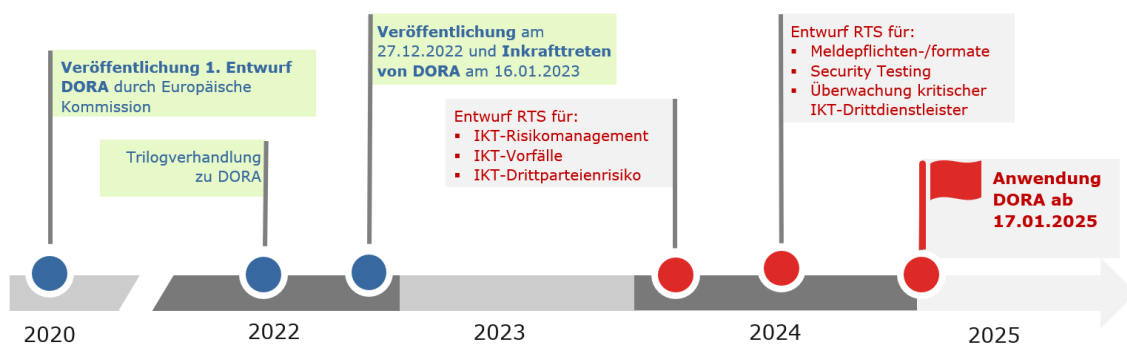 Veröffentlichung 1. Entwurf
DORA durch Europäische
Kommission
Trilogverhandlung
zu DORA
Veröffentlichung am
27.12.2022 und Inkrafttreten
von DORA am 16.01.2023
Entwurf RTS für:
▪ IKT-Risikomanagement
▪ IKT-Vorfälle
▪ IKT-Drittparteienrisiko
Entwurf RTS für:
▪ Meldepflichten-/formate
▪ Security Testing
▪ Überwachung kritischer
IKT-Drittdienstleister
Anwendung
DORA ab
17.01.2025
2020
2022
2023
2024
2025